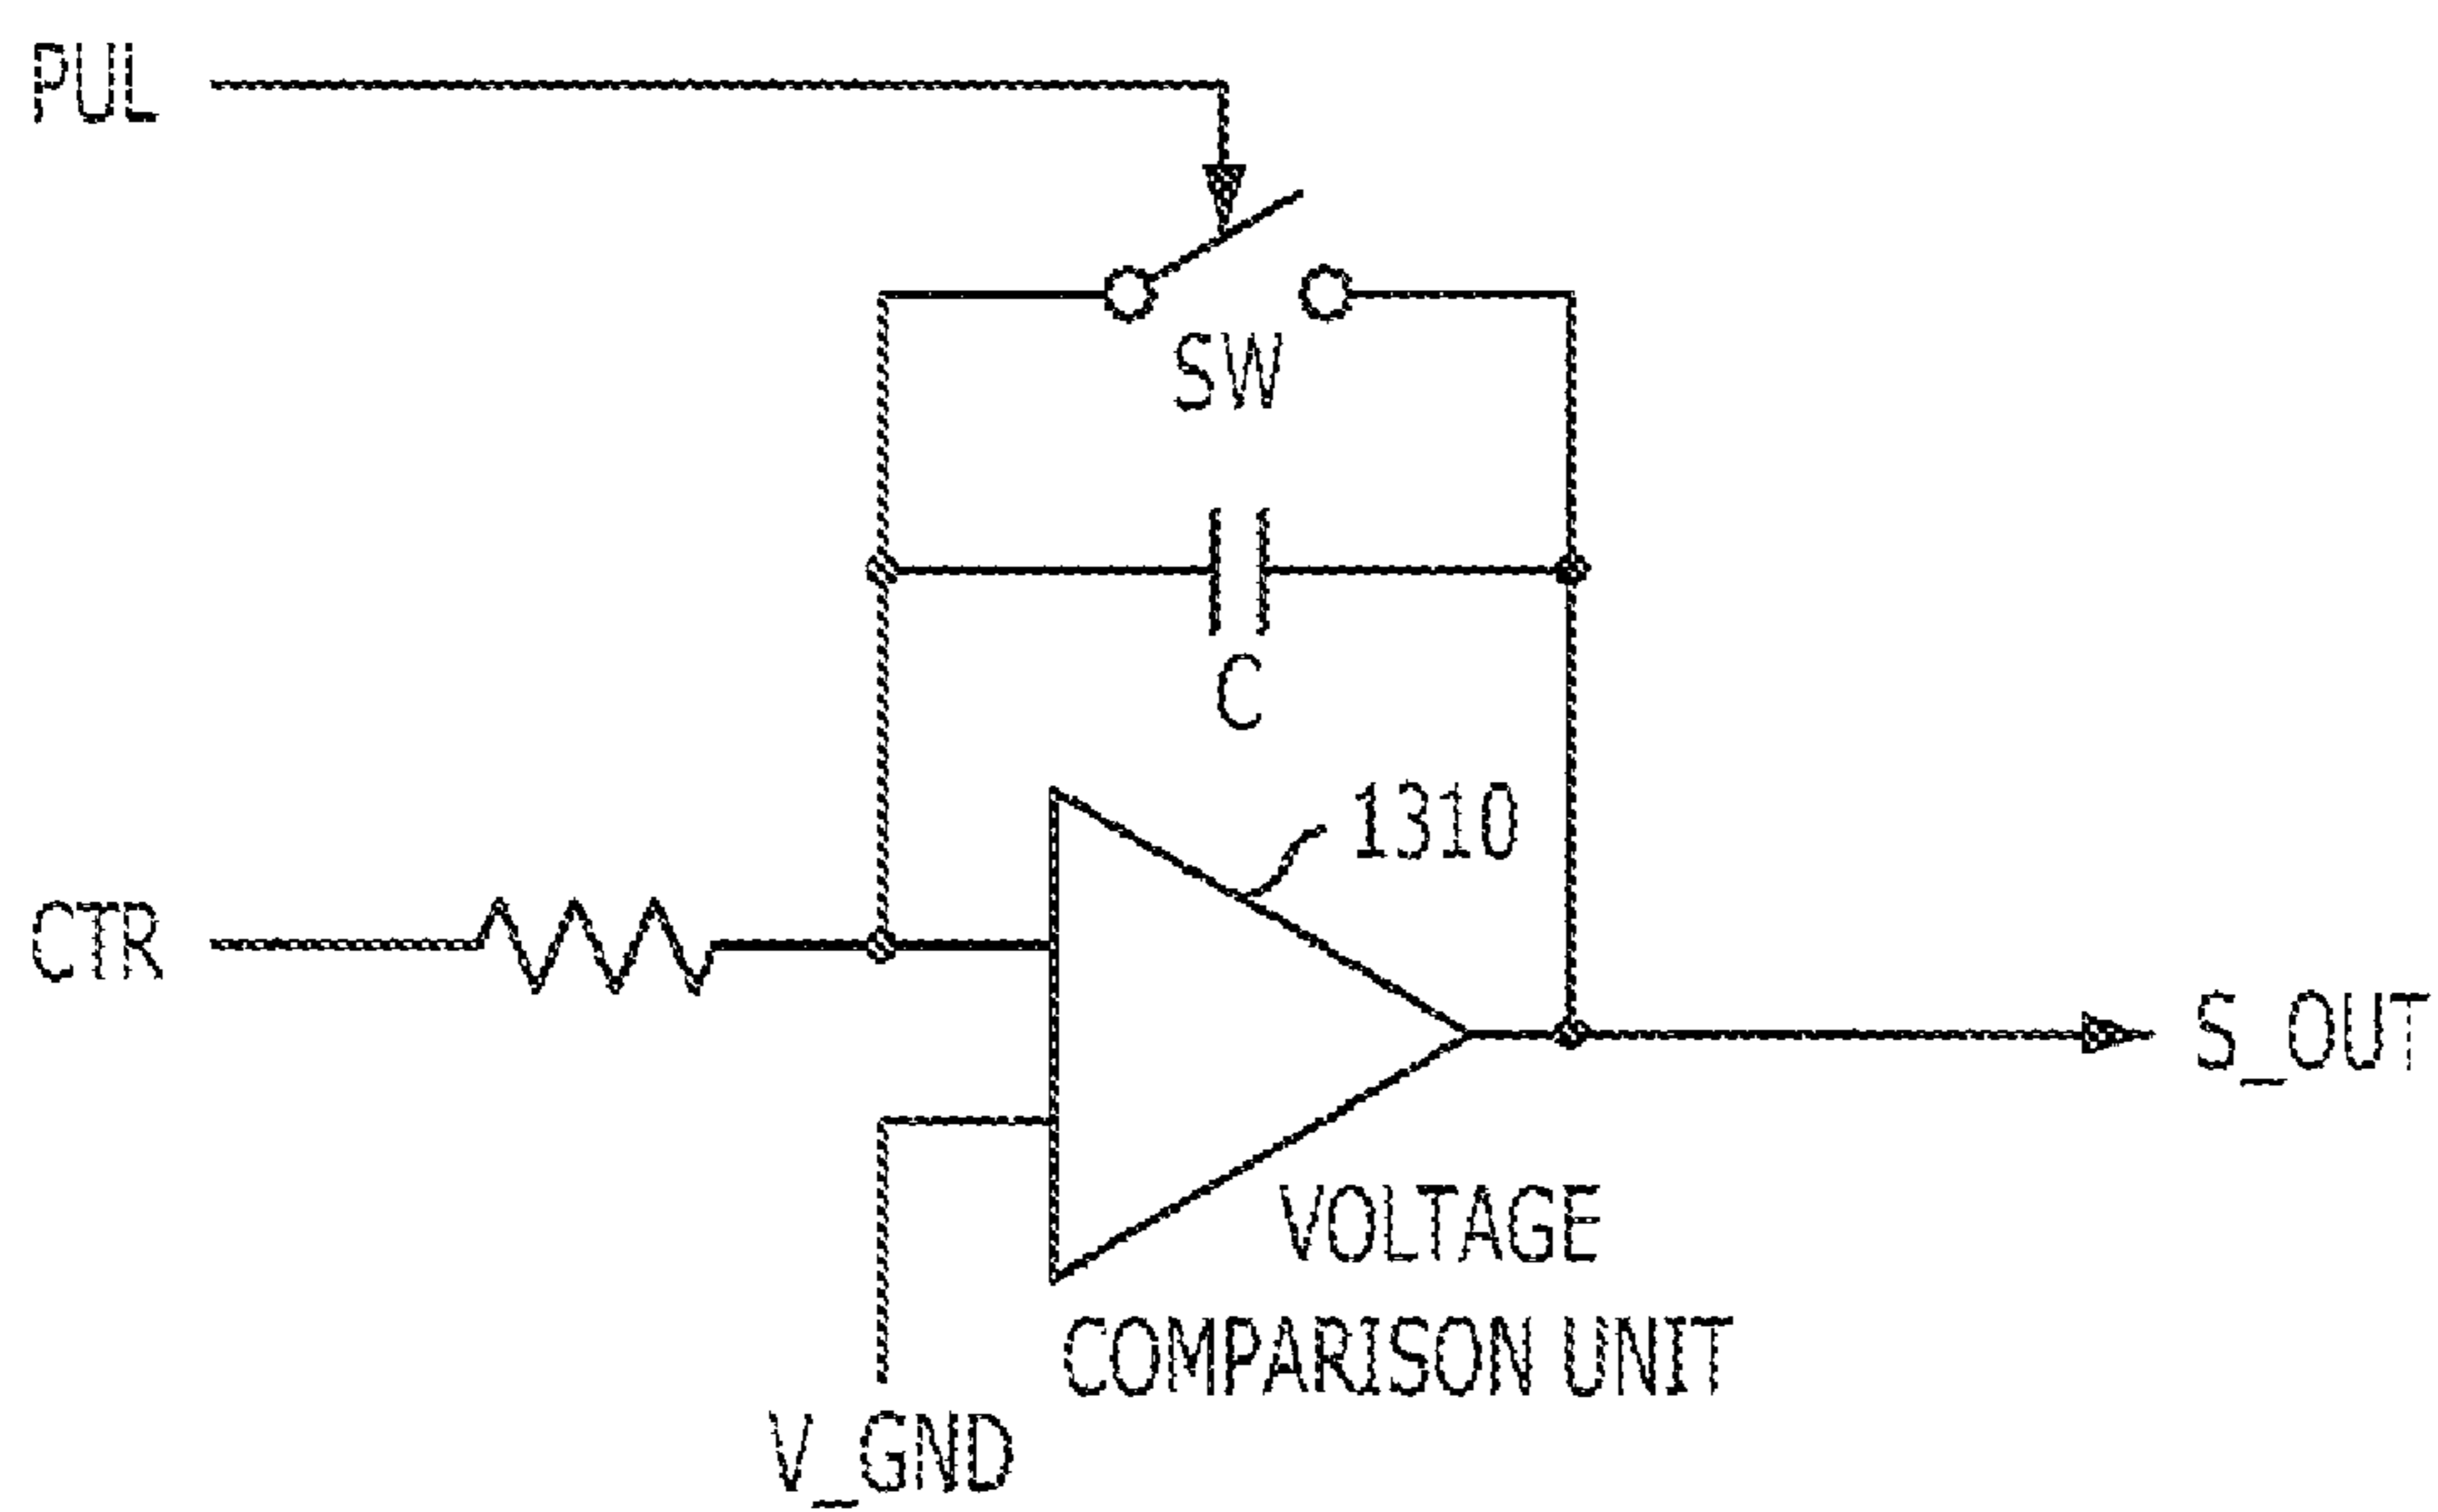 PUL
SW
C
1310
CTR
S_OUT
VOLTAGE
COMPARISON UNIT
V_GND